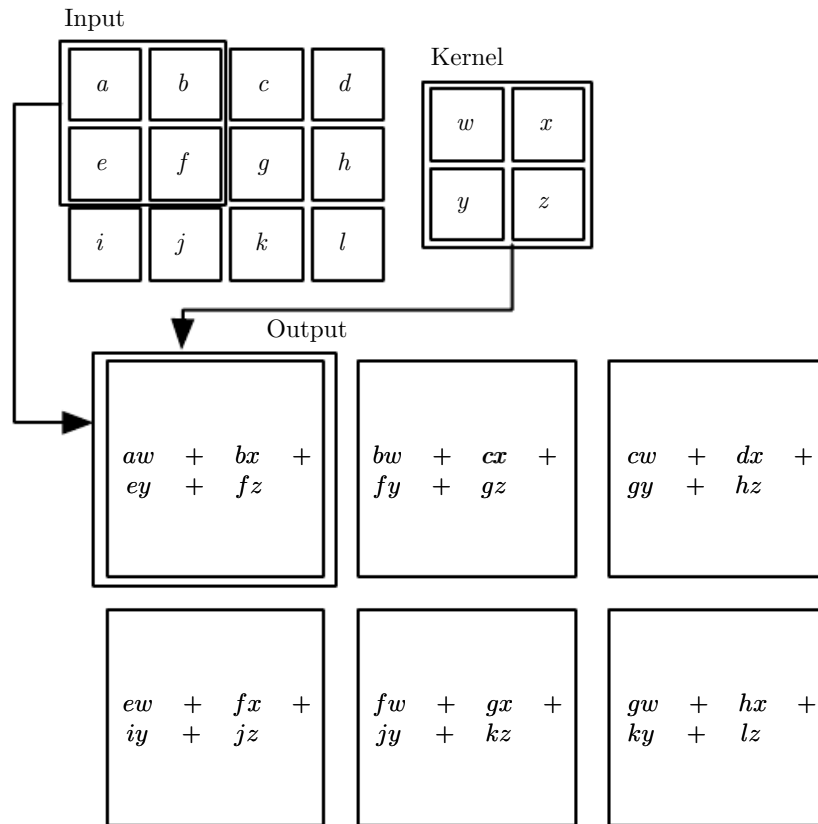 Input
a b c d
e f g h
i j k l
Kernel
w x
y z
Output
aw + bx +
ey + fz
bw + cx +
fy + gz
cw + dx +
gy + hz
ew + fx +
iy + jz
fw + gx +
jy + kz
gw + hx +
ky + lz